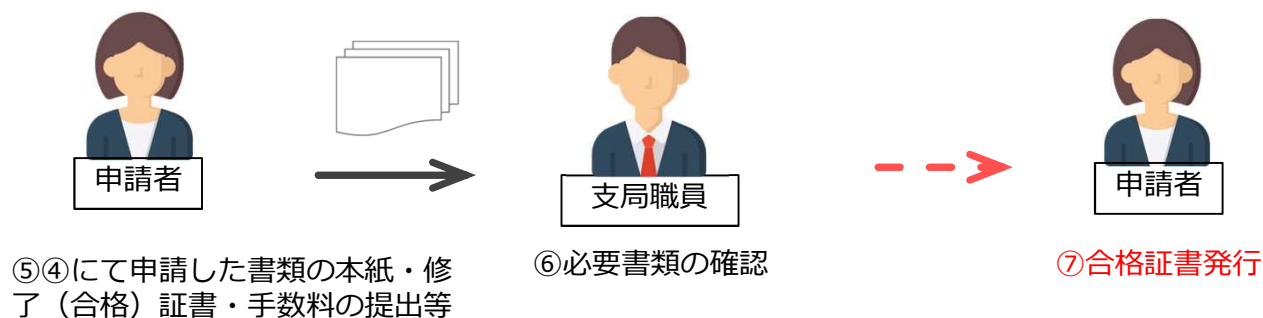 申請者
支局職員
申請者
⑤④にて申請した書類の本紙・修
了（合格）証書・手数料の提出等
⑥必要書類の確認
⑦合格証書発行